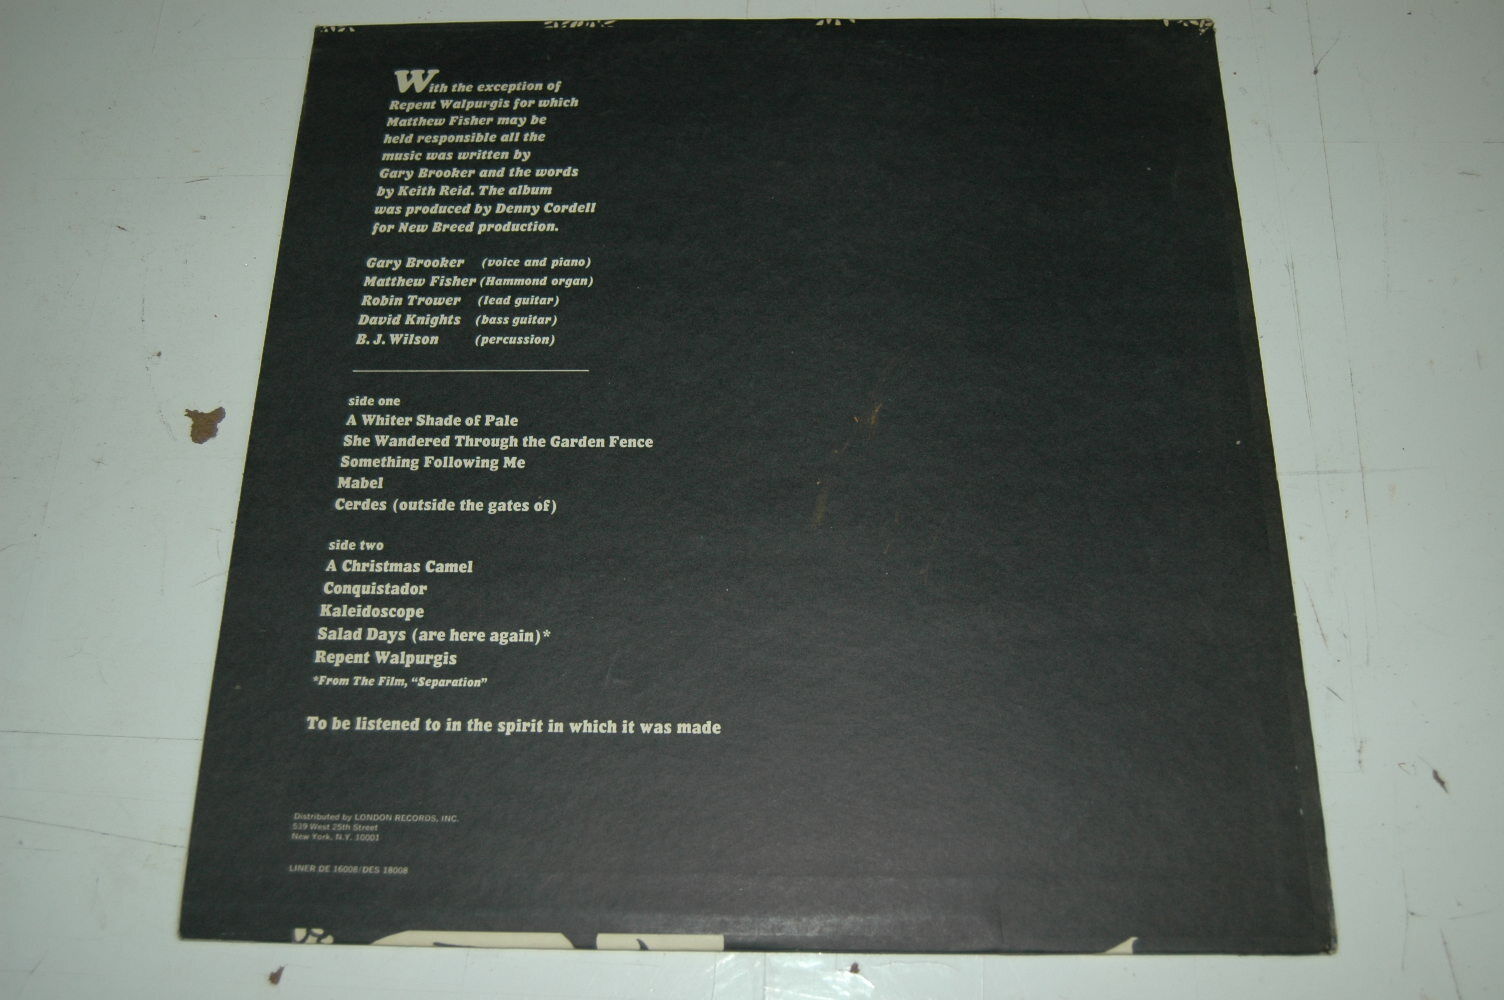 With the exception of
Repent Walpurgis for which
Matthew Fisher may be
held responsible all the
music was written by
Gary Brooker and the words
by Keith Reid. The album
was produced by Denny Cordell
for New Breed production.
Gary Brooker (voice and piano)
Matthew Fisher (Hammond organ)
Robin Trower (lead guitar)
David Knights (bass guitar)
B. J. Wilson (percussion)
side one
A Whiter Shade of Pale
She Wandered Through the Garden Fence
Something Following Me
Mabel
Cerdes (outside the gates of)
side two
A Christmas Camel
Conquistador
Kaleidoscope
Salad Days (are here again)*
Repent Walpurgis
*From The Film, “Separation”
To be listened to in the spirit in which it was made
Distributed by LONDON RECORDS, INC.
539 West 25th Street
New York, N.Y. 10001
LINER DE 16008/DES 18008